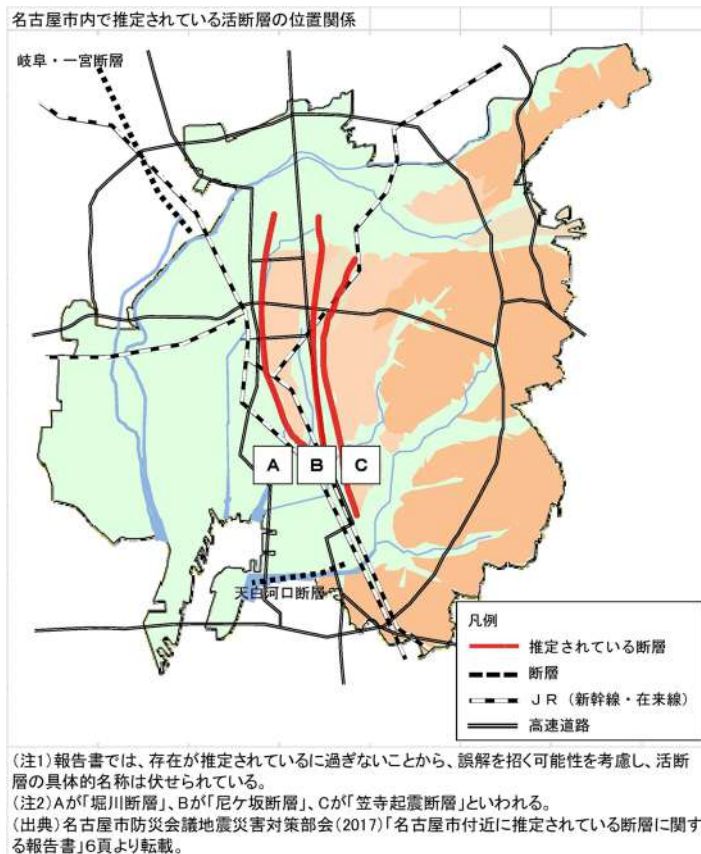 名古屋市内で推定されている活断層の位置関係
岐阜・一宮断層
A
B
C
天白河口断層
凡例
推定されている断層
断層
JR（新幹線・在来線）
高速道路
(注1)報告書では、存在が推定されているに過ぎないことから、誤解を招く可能性を考慮し、活断
層の具体的名称は伏せられている。
(注2)Aが「堀川断層」、Bが「尼ケ坂断層」、Cが「笠寺起震断層」といわれる。
(出典)名古屋市防災会議地震災害対策部会(2017)「名古屋市付近に推定されている断層に関す
る報告書」6頁より転載。